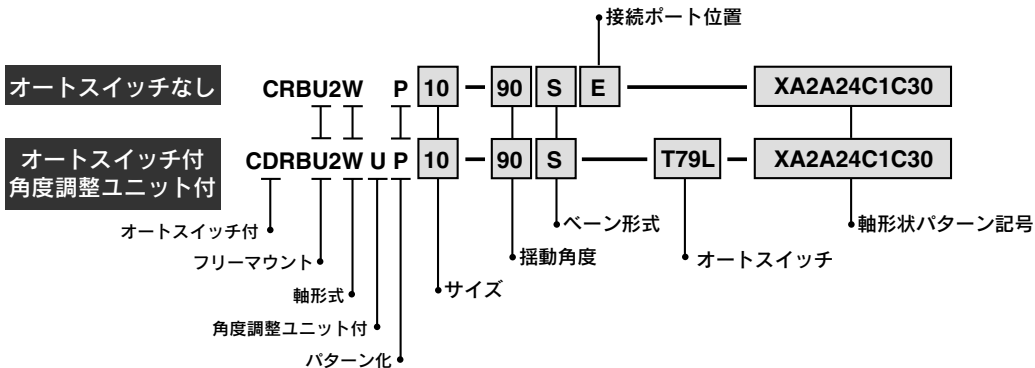 接続ポート位置
オートスイッチなし
CRBU2W P 10 - 90 S E XA2A24C1C30
オートスイッチ付
角度調整ユニット付
CDRBU2W U P 10 - 90 S T79L - XA2A24C1C30
オートスイッチ付
フリーマウント
軸形式
角度調整ユニット付
パターン化
サイズ
揺動角度
ベーン形式
オートスイッチ
軸形状パターン記号